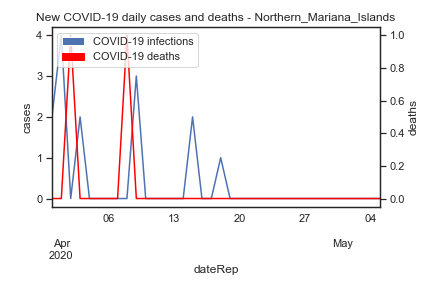 New COVID-19 daily cases and deaths - Northern_Mariana_Islands
COVID-19 infections
COVID-19 deaths
4
3
2
1
0
cases
1.0
0.8
0.6
0.4
0.2
0.0
deaths
06
13
20
27
04
Apr
2020
May
dateRep